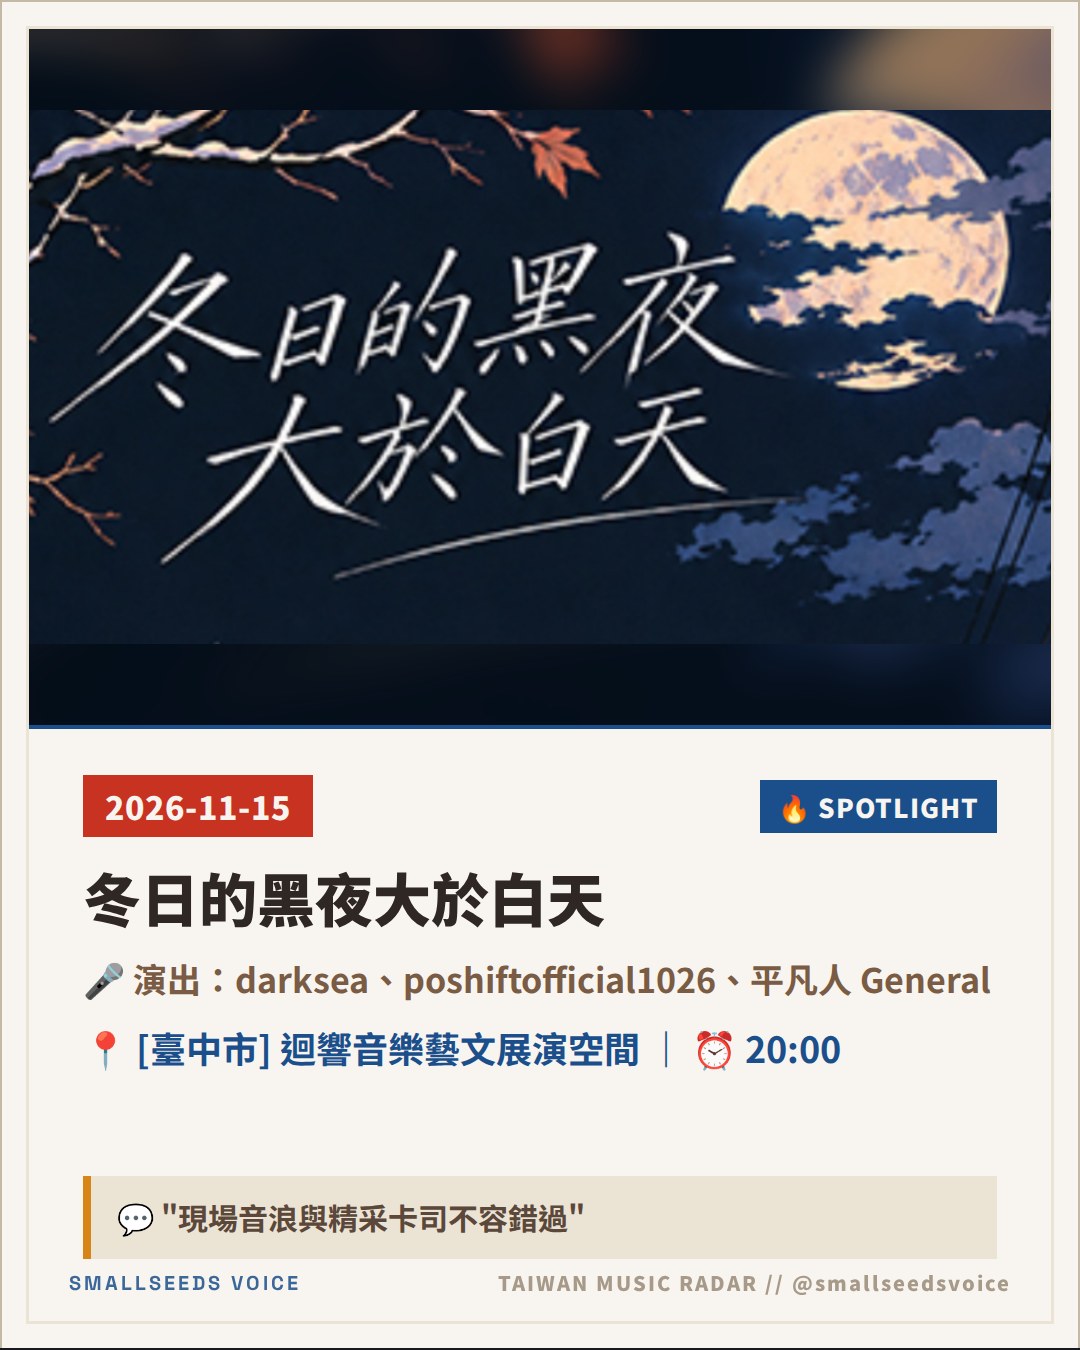 冬日的黑夜
大於白天
2026-11-15
🔥 SPOTLIGHT
冬日的黑夜大於白天
🎤 演出：darksea、poshiftofficial1026、平凡人 General
📍 [臺中市] 迴響音樂藝文展演空間 ｜ ⏰ 20:00
💬 "現場音浪與精采卡司不容錯過"
SMALLSEEDS VOICE
TAIWAN MUSIC RADAR // @smallseedsvoice